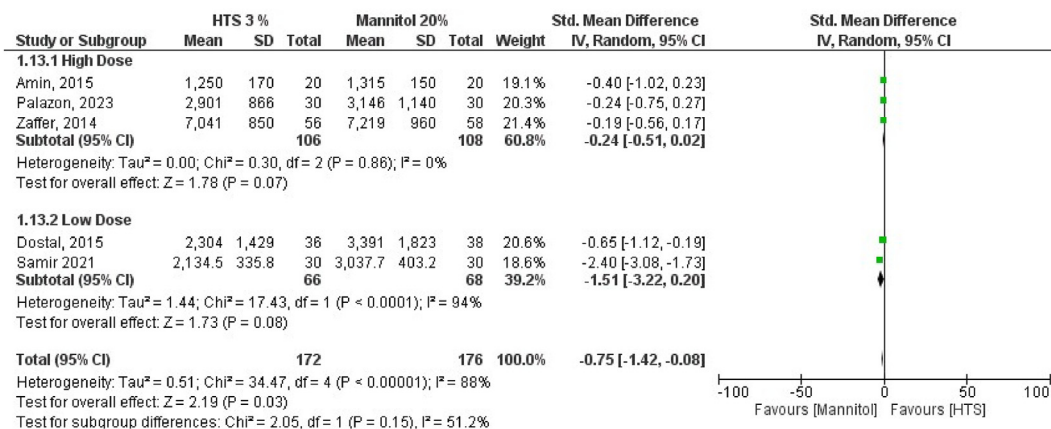 HTS 3 % Mannitol 20% Std. Mean Difference Std. Mean Difference
Study or Subgroup Mean SD Total Mean SD Total Weight IV, Random, 95% CI IV, Random, 95% CI
1.13.1 High Dose
Amin, 2015 1,250 170 20 1,315 150 20 19.1% -0.40 [-1.02, 0.23]
Palazon, 2023 2,901 866 30 3,146 1,140 30 20.3% -0.24 [-0.75, 0.27]
Zaffer, 2014 7,041 850 56 7,219 960 58 21.4% -0.19 [-0.56, 0.17]
Subtotal (95% CI) 106 108 60.8% -0.24 [-0.51, 0.02]
Heterogeneity: Tau² = 0.00; Chi² = 0.30, df = 2 (P = 0.86); I² = 0%
Test for overall effect: Z = 1.78 (P = 0.07)
1.13.2 Low Dose
Dostal, 2015 2,304 1,429 36 3,391 1,823 38 20.6% -0.65 [-1.12, -0.19]
Samir 2021 2,134.5 335.8 30 3,037.7 403.2 30 18.6% -2.40 [-3.08, -1.73]
Subtotal (95% CI) 66 68 39.2% -1.51 [-3.22, 0.20]
Heterogeneity: Tau² = 1.44; Chi² = 17.43, df = 1 (P < 0.0001); I² = 94%
Test for overall effect: Z = 1.73 (P = 0.08)
Total (95% CI) 172 176 100.0% -0.75 [-1.42, -0.08]
Heterogeneity: Tau² = 0.51; Chi² = 34.47, df = 4 (P < 0.00001); I² = 88%
Test for overall effect: Z = 2.19 (P = 0.03)
Test for subgroup differences: Chi² = 2.05, df = 1 (P = 0.15), I² = 51.2%
-100 -50 0 50 100
Favours [Mannitol] Favours [HTS]